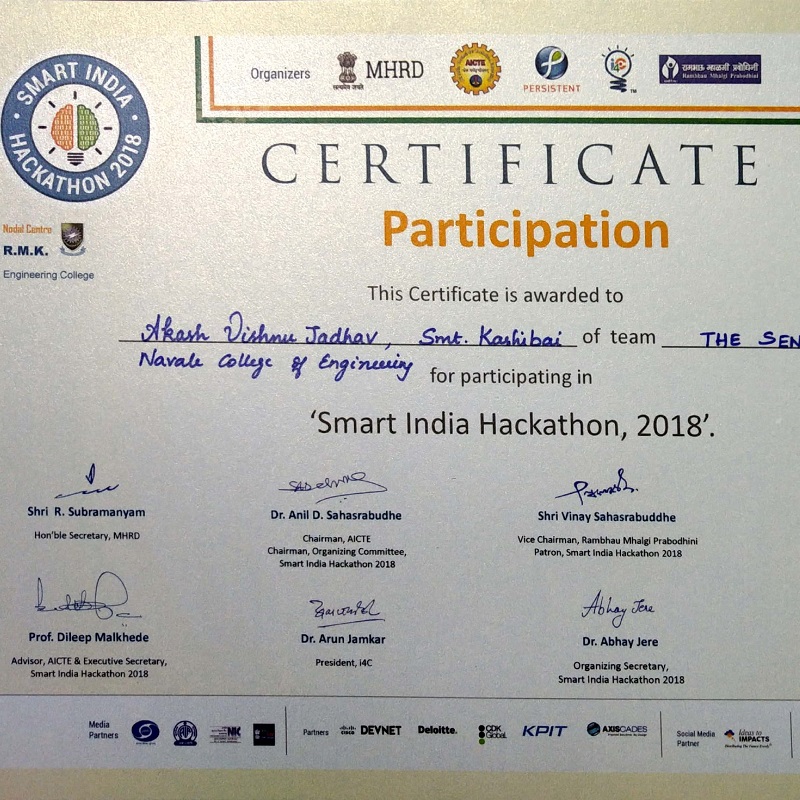 SMART INDIA HACKATHON 2018
Organizers
MHRD
AICTE
PERSISTENT
i4C
TM
रामभाऊ म्हाळगी प्रबोधिनी
Rambhau Mhalgi Prabodhini
CERTIFICATE
Participation
Nodal Centre
R.M.K.
Engineering College
This Certificate is awarded to
Akash Vishnu Jadhav, Smt. Kashibai of team THE SEN
Navale College of Engineering for participating in
'Smart India Hackathon, 2018'.
Shri R. Subramanyam
Hon'ble Secretary, MHRD
Dr. Anil D. Sahasrabudhe
Chairman, AICTE
Chairman, Organizing Committee,
Smart India Hackathon 2018
Shri Vinay Sahasrabuddhe
Vice Chairman, Rambhau Mhalgi Prabodhini
Patron, Smart India Hackathon 2018
Prof. Dileep Malkhede
Advisor, AICTE & Executive Secretary,
Smart India Hackathon 2018
Dr. Arun Jamkar
President, i4C
Abhay Jere
Dr. Abhay Jere
Organizing Secretary,
Smart India Hackathon 2018
Media
Partners
NK
Partners
CISCO DEVNET
Deloitte.
CDK
Global.
KPIT
AXISCADES
Social Media
Partner
Ideas to
IMPACTS